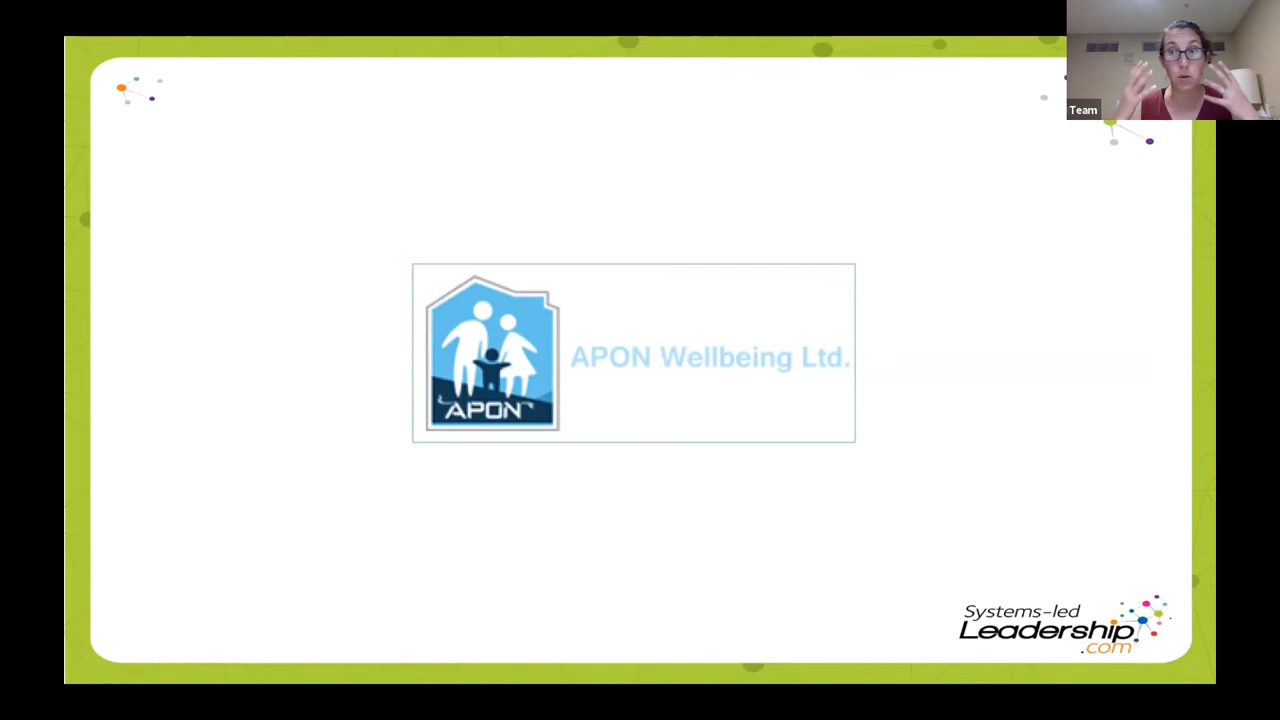 Team
APON Wellbeing Ltd.
APON
Systems-led
Leadership
.com